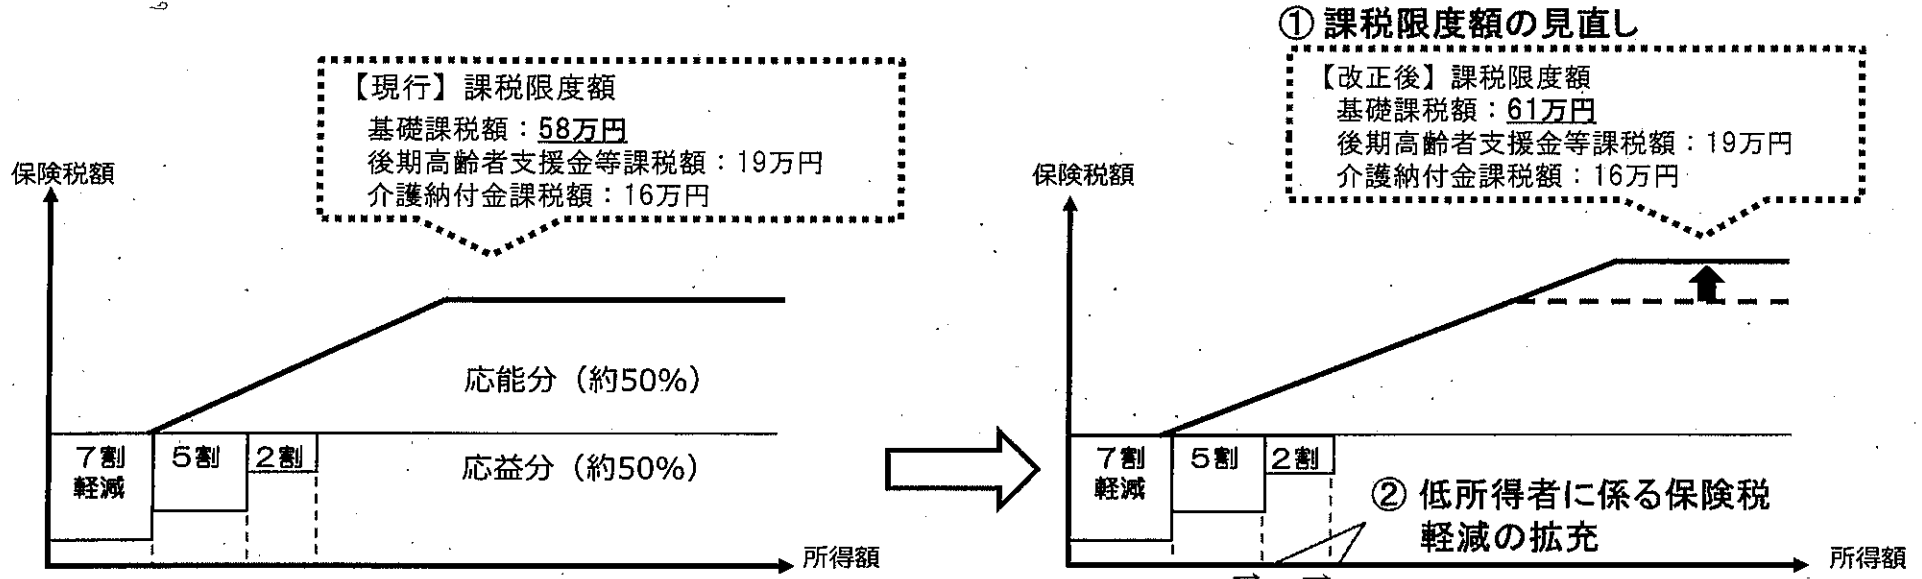 【現行】課税限度額
基礎課税額：58万円
後期高齢者支援金等課税額：19万円
介護納付金課税額：16万円
保険税額
応能分（約50%）
7割
軽減
5割
2割
応益分（約50%）
所得額
① 課税限度額の見直し
【改正後】課税限度額
基礎課税額：61万円
後期高齢者支援金等課税額：19万円
介護納付金課税額：16万円
保険税額
7割
軽減
5割
2割
② 低所得者に係る保険税
軽減の拡充
所得額